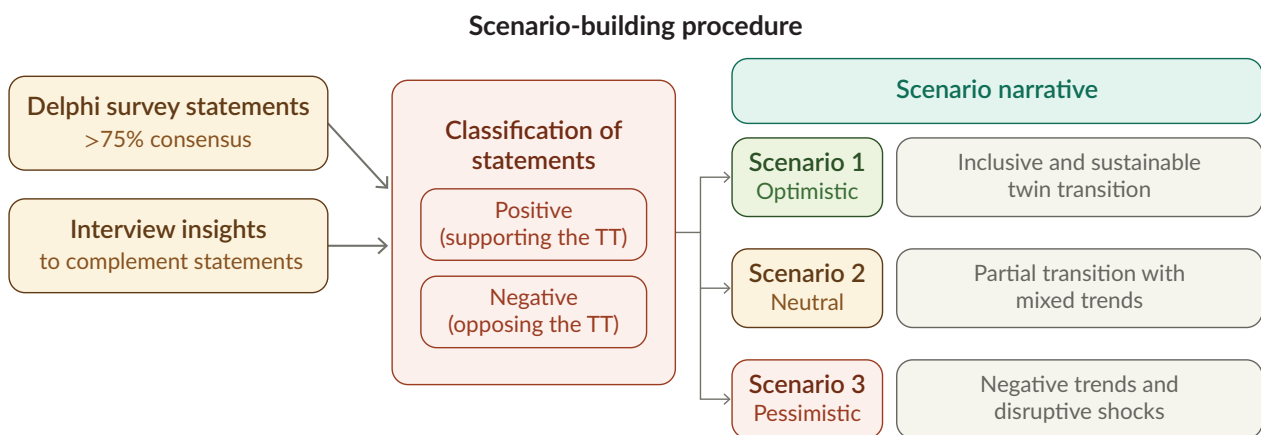 Scenario-building procedure
Delphi survey statements
>75% consensus
Interview insights
to complement statements
Classification of
statements
Positive
(supporting the TT)
Negative
(opposing the TT)
Scenario narrative
Scenario 1
Optimistic
Inclusive and sustainable
twin transition
Scenario 2
Neutral
Partial transition with
mixed trends
Scenario 3
Pessimistic
Negative trends and
disruptive shocks